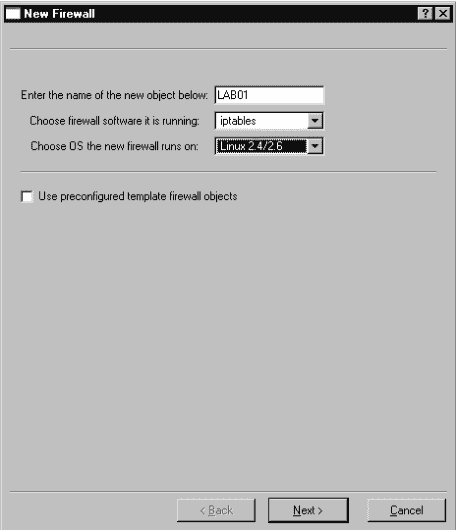 New Firewall
Enter the name of the new object below: LAB01
Choose firewall software it is running: iptables
Choose OS the new firewall runs on: Linux 2.4/2.6
Use preconfigured template firewall objects
< Back Next > Cancel